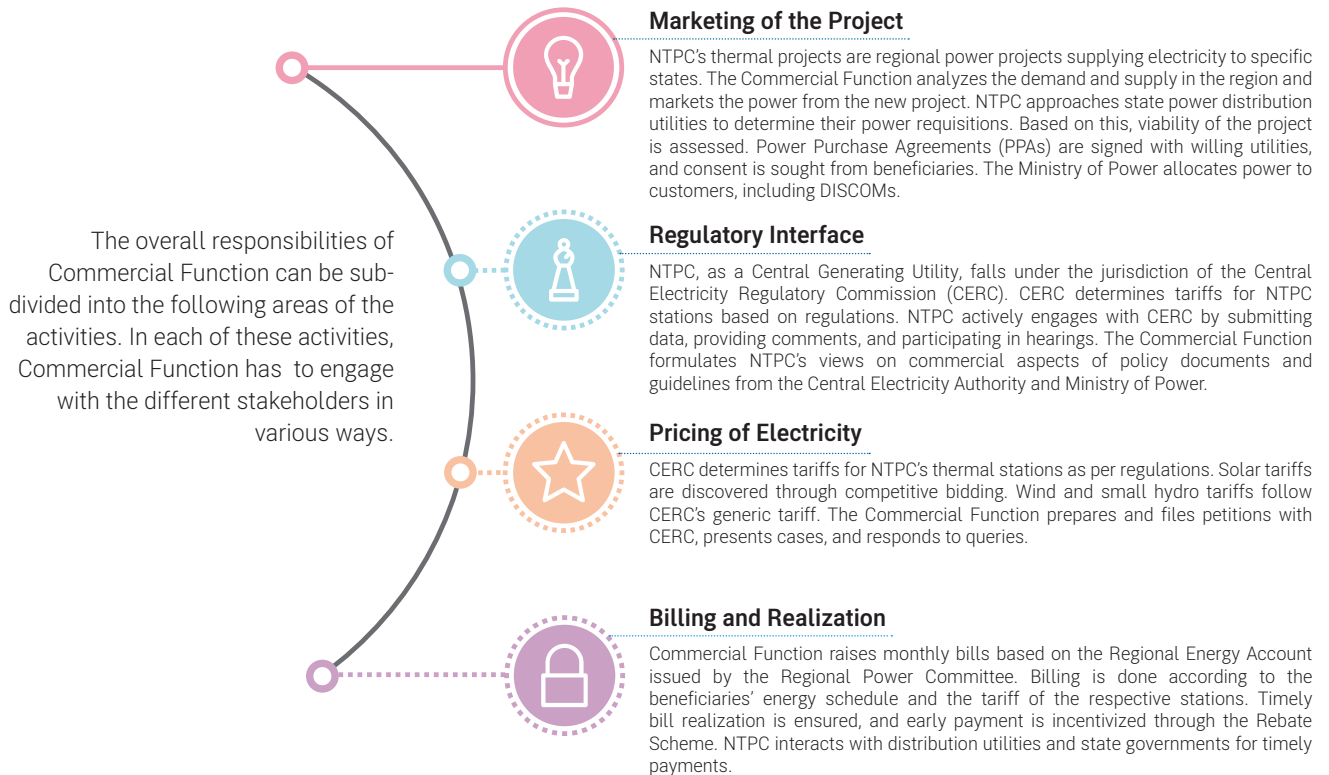 The overall responsibilities of
Commercial Function can be sub-
divided into the following areas of the
activities. In each of these activities,
Commercial Function has to engage
with the different stakeholders in
various ways.
Marketing of the Project
NTPC's thermal projects are regional power projects supplying electricity to specific
states. The Commercial Function analyzes the demand and supply in the region and
markets the power from the new project. NTPC approaches state power distribution
utilities to determine their power requisitions. Based on this, viability of the project
is assessed. Power Purchase Agreements (PPAs) are signed with willing utilities,
and consent is sought from beneficiaries. The Ministry of Power allocates power to
customers, including DISCOMs.
Regulatory Interface
NTPC, as a Central Generating Utility, falls under the jurisdiction of the Central
Electricity Regulatory Commission (CERC). CERC determines tariffs for NTPC
stations based on regulations. NTPC actively engages with CERC by submitting
data, providing comments, and participating in hearings. The Commercial Function
formulates NTPC's views on commercial aspects of policy documents and
guidelines from the Central Electricity Authority and Ministry of Power.
Pricing of Electricity
CERC determines tariffs for NTPC's thermal stations as per regulations. Solar tariffs
are discovered through competitive bidding. Wind and small hydro tariffs follow
CERC's generic tariff. The Commercial Function prepares and files petitions with
CERC, presents cases, and responds to queries.
Billing and Realization
Commercial Function raises monthly bills based on the Regional Energy Account
issued by the Regional Power Committee. Billing is done according to the
beneficiaries' energy schedule and the tariff of the respective stations. Timely
bill realization is ensured, and early payment is incentivized through the Rebate
Scheme. NTPC interacts with distribution utilities and state governments for timely
payments.